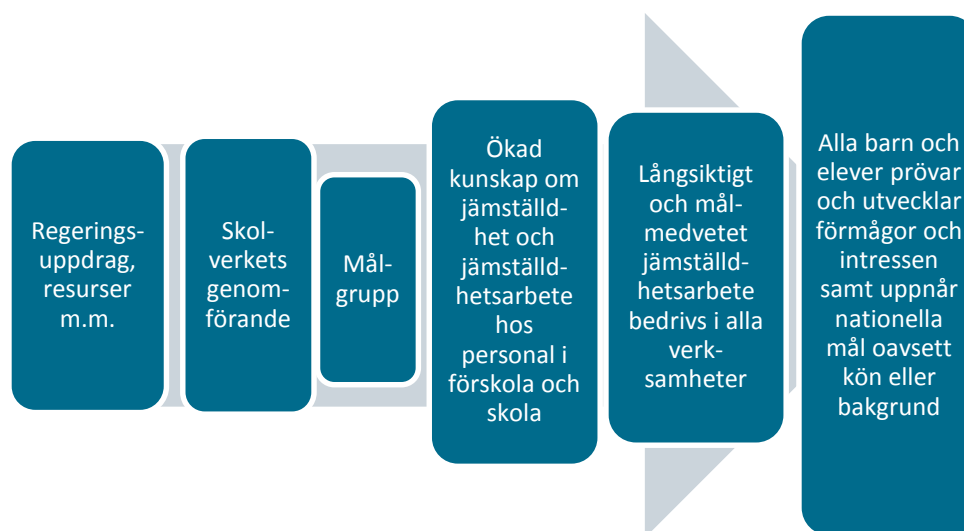 Regerings-
uppdrag,
resurser
m.m.
Skol-
verkets
genom-
förande
Mål-
grupp
Ökad
kunskap om
jämställd-
het och
jämställd-
hetsarbete
hos
personal i
förskola och
skola
Långsiktigt
och mål-
medvetet
jämställd-
hetsarbete
bedrivs i alla
verk-
samheter
Alla barn och
elever prövar
och utvecklar
förmågor och
intressen
samt uppnår
nationella
mål oavsett
kön eller
bakgrund